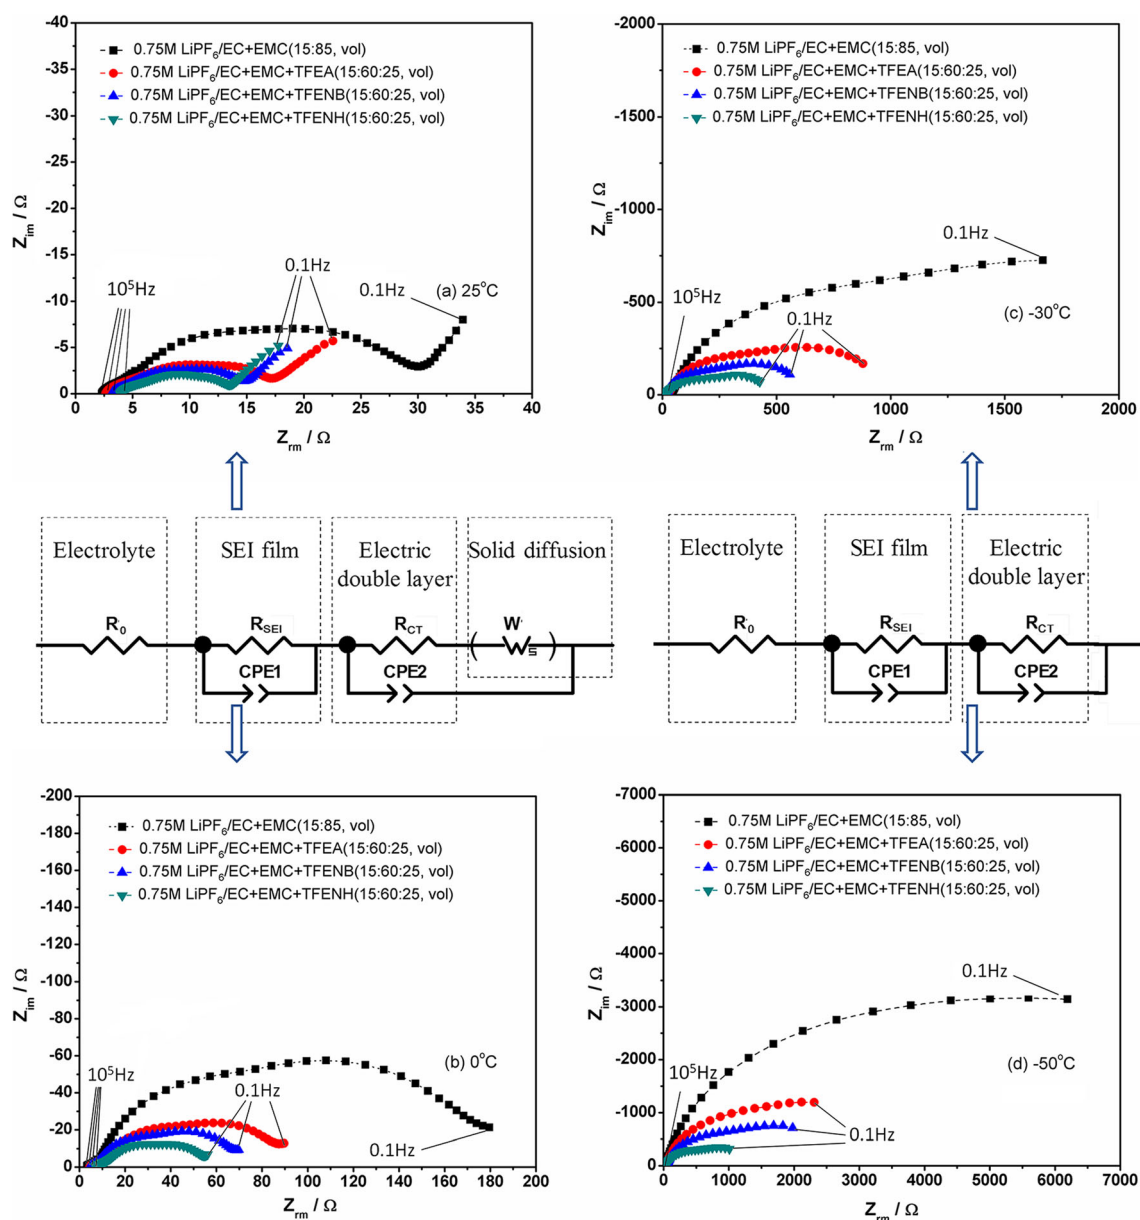 -40
-35
-30
-25
-20
-15
-10
-5
0
0 5 10 15 20 25 30 35 40
Z_im / Ω
Z_rm / Ω
0.75M LiPF₆/EC+EMC(15:85, vol)
0.75M LiPF₆/EC+EMC+TFEA(15:60:25, vol)
0.75M LiPF₆/EC+EMC+TFENB(15:60:25, vol)
0.75M LiPF₆/EC+EMC+TFENH(15:60:25, vol)
0.1Hz
0.1Hz
(a) 25°C
10⁵Hz
-2000
-1500
-1000
-500
0
0 500 1000 1500 2000
Z_im / Ω
Z_rm / Ω
0.75M LiPF₆/EC+EMC(15:85, vol)
0.75M LiPF₆/EC+EMC+TFEA(15:60:25, vol)
0.75M LiPF₆/EC+EMC+TFENB(15:60:25, vol)
0.75M LiPF₆/EC+EMC+TFENH(15:60:25, vol)
0.1Hz
10⁵Hz
0.1Hz
(c) -30°C
Electrolyte
SEI film
Electric
double layer
Solid diffusion
R₀
R_SEI
R_CT
W
s
CPE1
CPE2
Electrolyte
SEI film
Electric
double layer
R₀
R_SEI
R_CT
CPE1
CPE2
-200
-180
-160
-140
-120
-100
-80
-60
-40
-20
0
0 20 40 60 80 100 120 140 160 180 200
Z_im / Ω
Z_rm / Ω
0.75M LiPF₆/EC+EMC(15:85, vol)
0.75M LiPF₆/EC+EMC+TFEA(15:60:25, vol)
0.75M LiPF₆/EC+EMC+TFENB(15:60:25, vol)
0.75M LiPF₆/EC+EMC+TFENH(15:60:25, vol)
(b) 0°C
10⁵Hz
0.1Hz
0.1Hz
-7000
-6000
-5000
-4000
-3000
-2000
-1000
0
0 1000 2000 3000 4000 5000 6000 7000
Z_im / Ω
Z_rm / Ω
0.75M LiPF₆/EC+EMC(15:85, vol)
0.75M LiPF₆/EC+EMC+TFEA(15:60:25, vol)
0.75M LiPF₆/EC+EMC+TFENB(15:60:25, vol)
0.75M LiPF₆/EC+EMC+TFENH(15:60:25, vol)
0.1Hz
10⁵Hz
(d) -50°C
0.1Hz